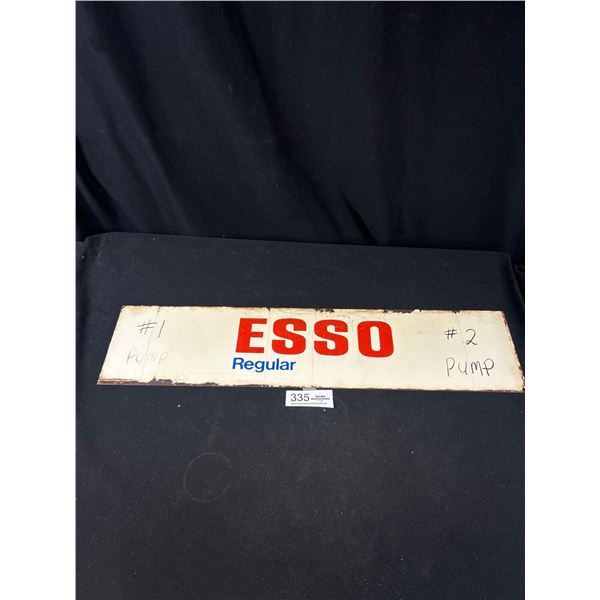 #1
Pump
ESSO
Regular
#2
Pump
335